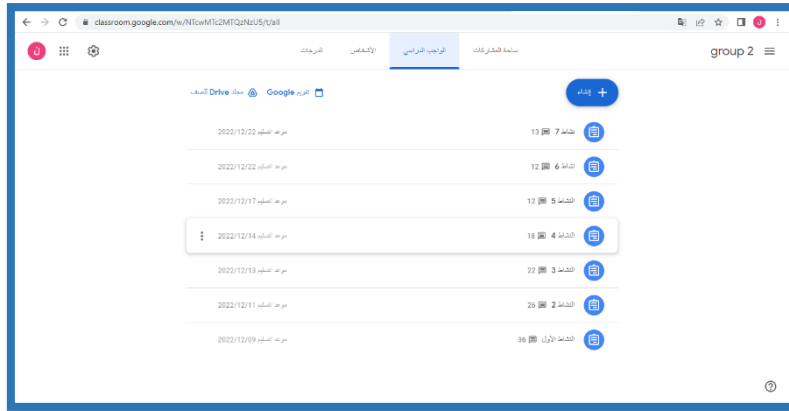 classroom.google.com/w/NTcwMTc2MTQzNzU5/t/all
group 2
ساحة المشاركات
الواجب الدراسي
الأشخاص
الدرجات
ن
إنشاء
تقويم Google
مجلد Drive الصف
نشاط 7 13 موعد التسليم 2022/12/22
نشاط 6 12 موعد التسليم 2022/12/22
النشاط 5 12 موعد التسليم 2022/12/17
النشاط 4 18 موعد التسليم 2022/12/14
النشاط 3 22 موعد التسليم 2022/12/13
النشاط 2 25 موعد التسليم 2022/12/11
النشاط الأول 36 موعد التسليم 2022/12/09